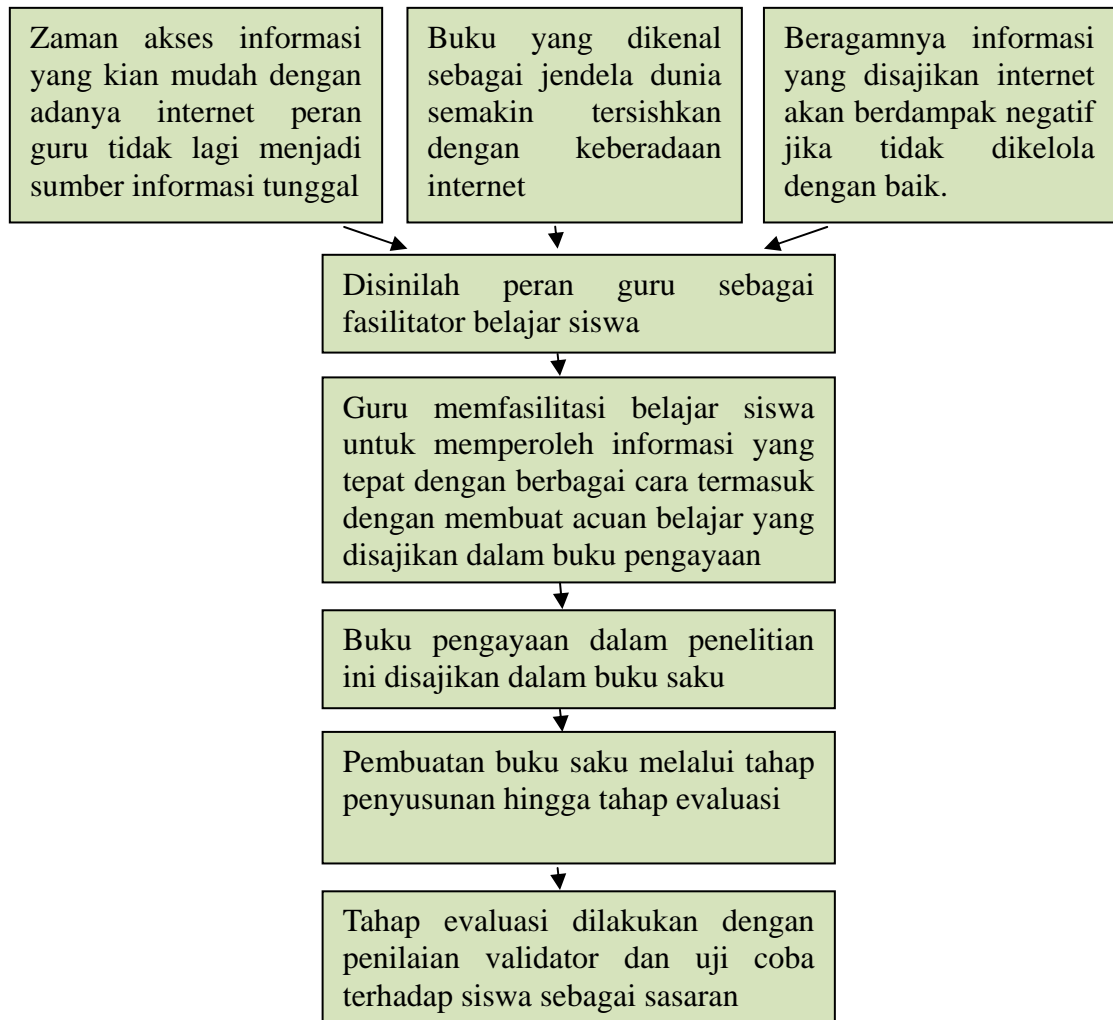 Zaman akses informasi
yang kian mudah dengan
adanya internet peran
guru tidak lagi menjadi
sumber informasi tunggal
Buku yang dikenal
sebagai jendela dunia
semakin tersishkan
dengan keberadaan
internet
Beragamnya informasi
yang disajikan internet
akan berdampak negatif
jika tidak dikelola
dengan baik.
Disinilah peran guru sebagai
fasilitator belajar siswa
Guru memfasilitasi belajar siswa
untuk memperoleh informasi yang
tepat dengan berbagai cara termasuk
dengan membuat acuan belajar yang
disajikan dalam buku pengayaan
Buku pengayaan dalam penelitian
ini disajikan dalam buku saku
Pembuatan buku saku melalui tahap
penyusunan hingga tahap evaluasi
Tahap evaluasi dilakukan dengan
penilaian validator dan uji coba
terhadap siswa sebagai sasaran